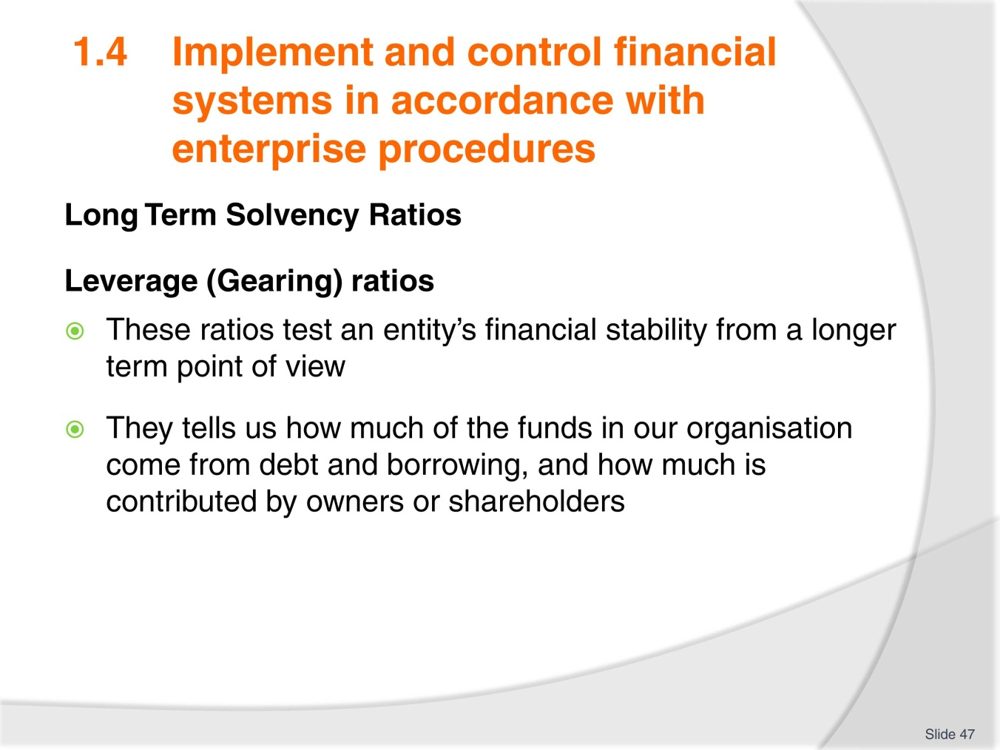 1.4 Implement and control financial
systems in accordance with
enterprise procedures
Long Term Solvency Ratios
Leverage (Gearing) ratios
These ratios test an entity’s financial stability from a longer
term point of view
They tells us how much of the funds in our organisation
come from debt and borrowing, and how much is
contributed by owners or shareholders
Slide 47